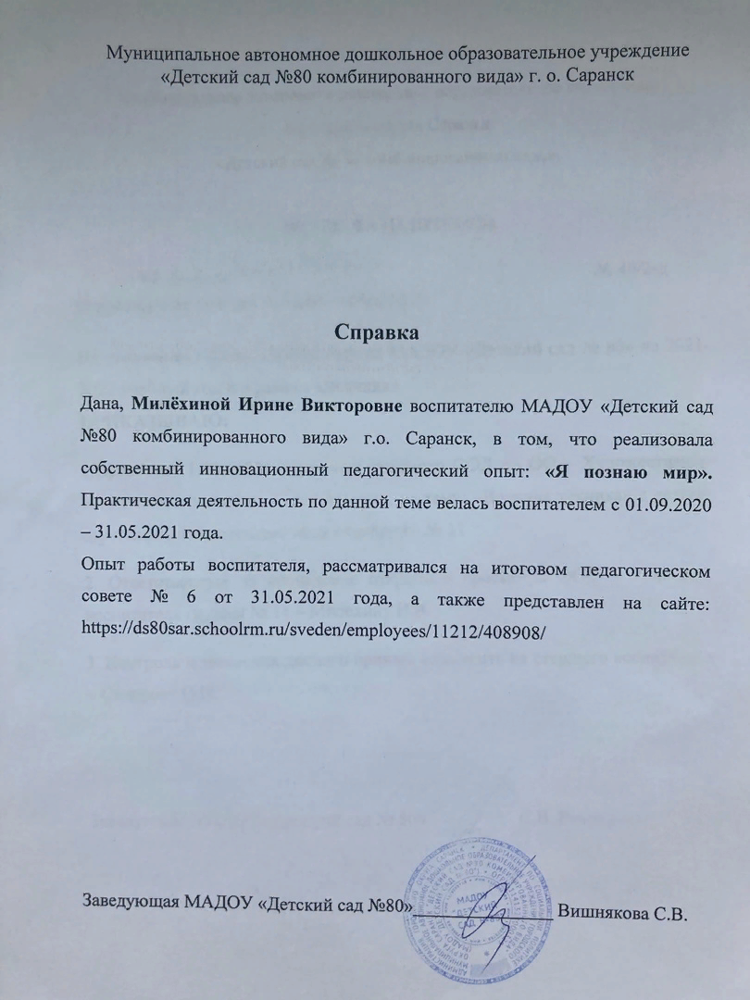 Муниципальное автономное дошкольное образовательное учреждение
«Детский сад №80 комбинированного вида» г. о. Саранск
Справка
Дана, Милёхиной Ирине Викторовне воспитателю МАДОУ «Детский сад
№80 комбинированного вида» г.о. Саранск, в том, что реализовала
собственный инновационный педагогический опыт: «Я познаю мир».
Практическая деятельность по данной теме велась воспитателем с 01.09.2020
– 31.05.2021 года.
Опыт работы воспитателя, рассматривался на итоговом педагогическом
совете № 6 от 31.05.2021 года, а также представлен на сайте:
https://ds80sar.schoolrm.ru/sveden/employees/11212/408908/
Заведующая МАДОУ «Детский сад №80» Вишнякова С.В.
МАДОУ
"ДЕТСКИЙ
САД №80"